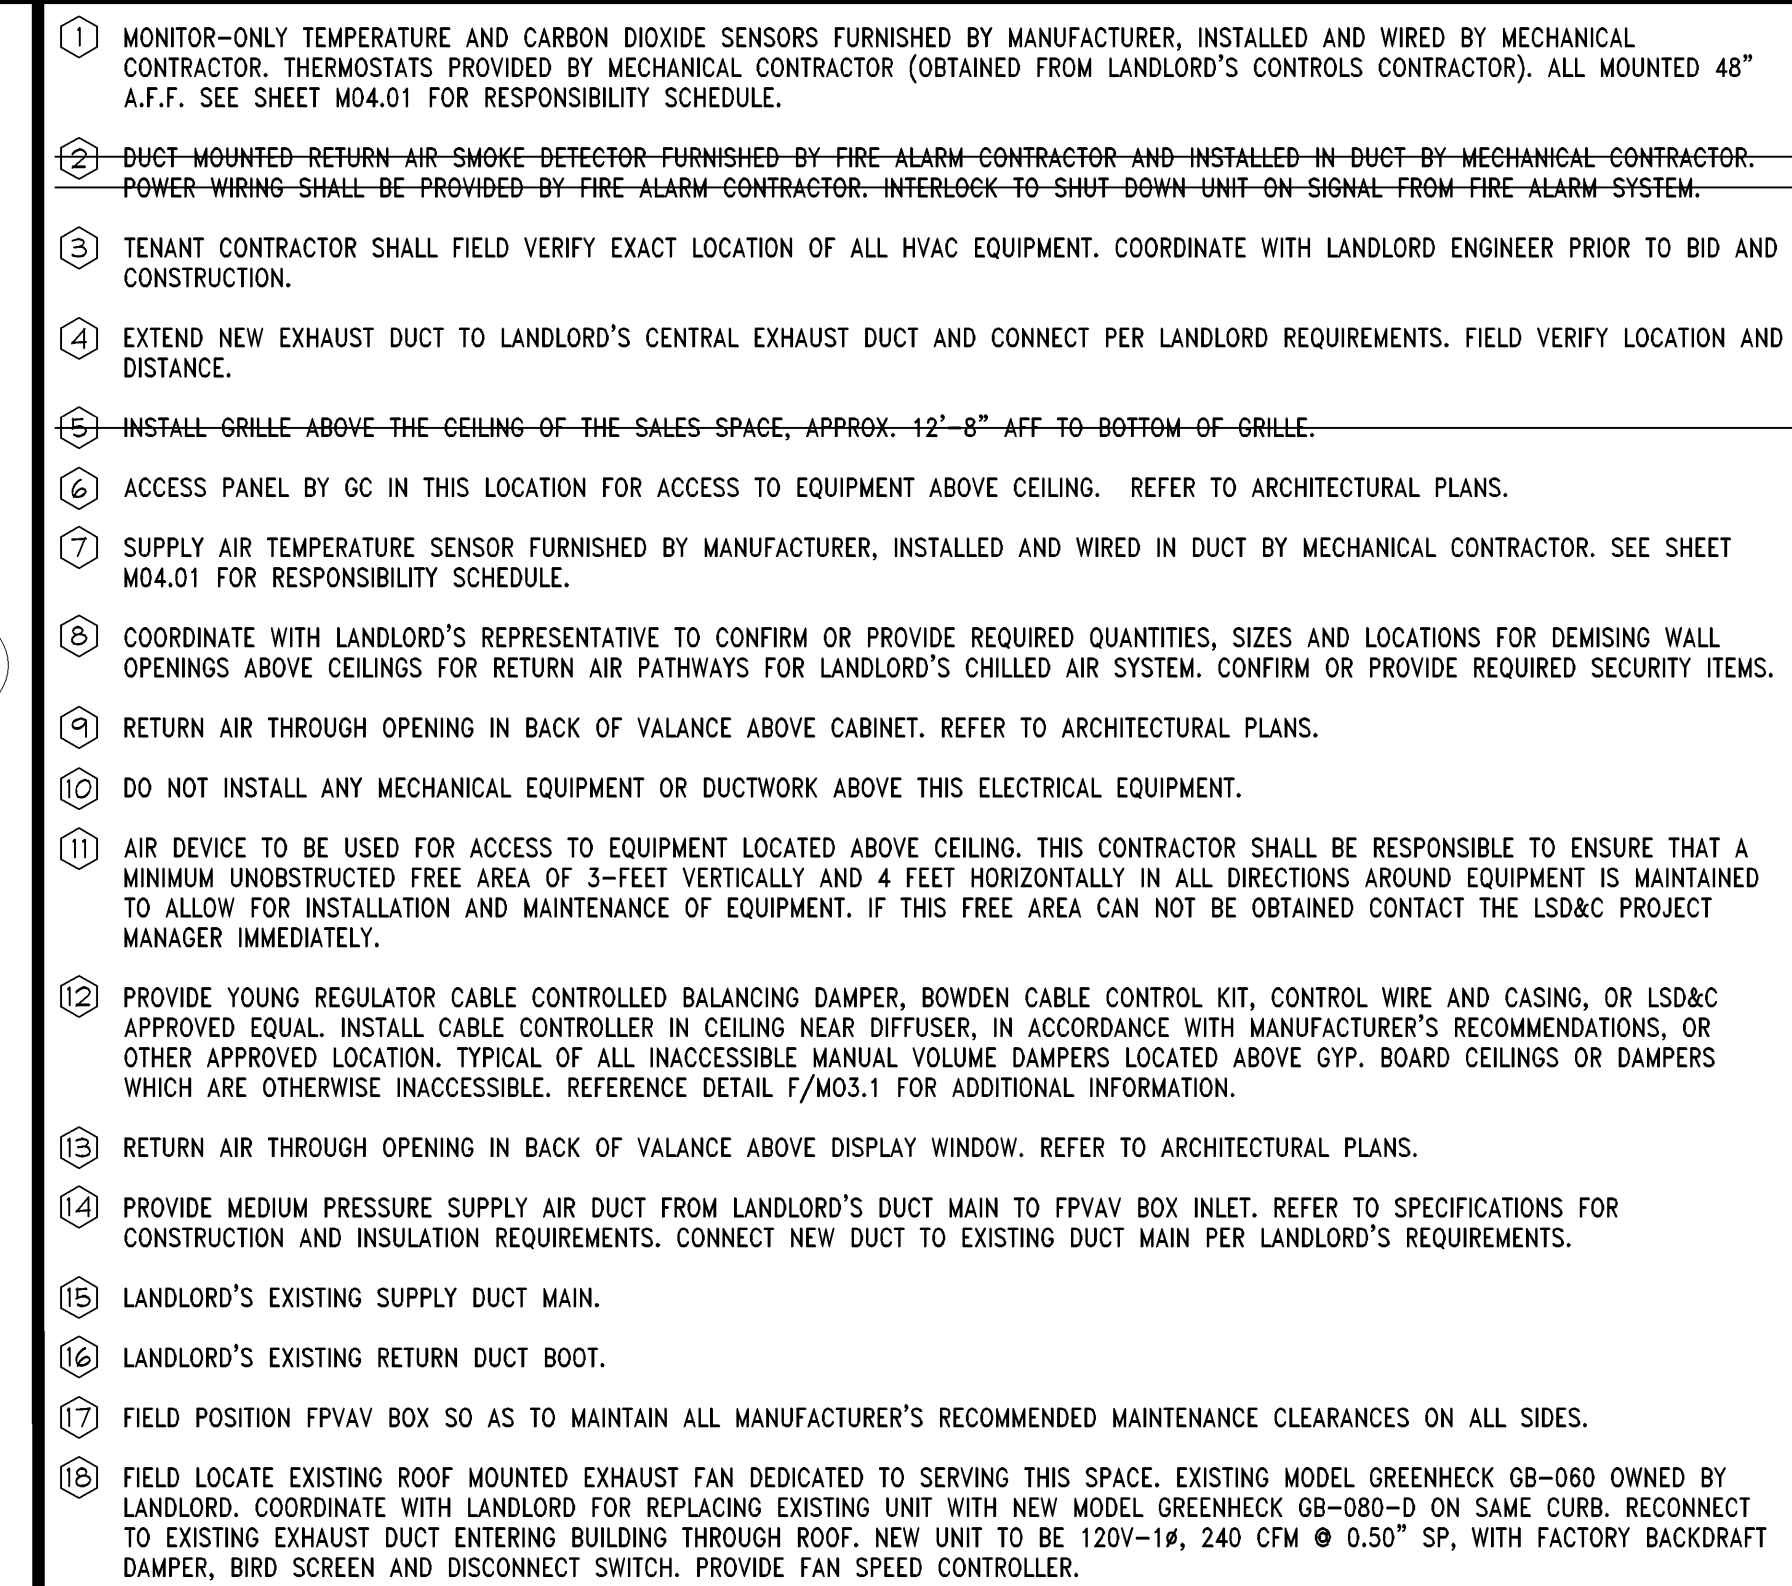 1 MONITOR-ONLY TEMPERATURE AND CARBON DIOXIDE SENSORS FURNISHED BY MANUFACTURER, INSTALLED AND WIRED BY MECHANICAL
CONTRACTOR. THERMOSTATS PROVIDED BY MECHANICAL CONTRACTOR (OBTAINED FROM LANDLORD'S CONTROLS CONTRACTOR). ALL MOUNTED 48"
A.F.F. SEE SHEET M04.01 FOR RESPONSIBILITY SCHEDULE.
2 DUCT MOUNTED RETURN AIR SMOKE DETECTOR FURNISHED BY FIRE ALARM CONTRACTOR AND INSTALLED IN DUCT BY MECHANICAL CONTRACTOR.
POWER WIRING SHALL BE PROVIDED BY FIRE ALARM CONTRACTOR. INTERLOCK TO SHUT DOWN UNIT ON SIGNAL FROM FIRE ALARM SYSTEM.
3 TENANT CONTRACTOR SHALL FIELD VERIFY EXACT LOCATION OF ALL HVAC EQUIPMENT. COORDINATE WITH LANDLORD ENGINEER PRIOR TO BID AND
CONSTRUCTION.
4 EXTEND NEW EXHAUST DUCT TO LANDLORD'S CENTRAL EXHAUST DUCT AND CONNECT PER LANDLORD REQUIREMENTS. FIELD VERIFY LOCATION AND
DISTANCE.
5 INSTALL GRILLE ABOVE THE CEILING OF THE SALES SPACE, APPROX. 12'-8" AFF TO BOTTOM OF GRILLE.
6 ACCESS PANEL BY GC IN THIS LOCATION FOR ACCESS TO EQUIPMENT ABOVE CEILING. REFER TO ARCHITECTURAL PLANS.
7 SUPPLY AIR TEMPERATURE SENSOR FURNISHED BY MANUFACTURER, INSTALLED AND WIRED IN DUCT BY MECHANICAL CONTRACTOR. SEE SHEET
M04.01 FOR RESPONSIBILITY SCHEDULE.
8 COORDINATE WITH LANDLORD'S REPRESENTATIVE TO CONFIRM OR PROVIDE REQUIRED QUANTITIES, SIZES AND LOCATIONS FOR DEMISING WALL
OPENINGS ABOVE CEILINGS FOR RETURN AIR PATHWAYS FOR LANDLORD'S CHILLED AIR SYSTEM. CONFIRM OR PROVIDE REQUIRED SECURITY ITEMS.
9 RETURN AIR THROUGH OPENING IN BACK OF VALANCE ABOVE CABINET. REFER TO ARCHITECTURAL PLANS.
10 DO NOT INSTALL ANY MECHANICAL EQUIPMENT OR DUCTWORK ABOVE THIS ELECTRICAL EQUIPMENT.
11 AIR DEVICE TO BE USED FOR ACCESS TO EQUIPMENT LOCATED ABOVE CEILING. THIS CONTRACTOR SHALL BE RESPONSIBLE TO ENSURE THAT A
MINIMUM UNOBSTRUCTED FREE AREA OF 3-FEET VERTICALLY AND 4 FEET HORIZONTALLY IN ALL DIRECTIONS AROUND EQUIPMENT IS MAINTAINED
TO ALLOW FOR INSTALLATION AND MAINTENANCE OF EQUIPMENT. IF THIS FREE AREA CAN NOT BE OBTAINED CONTACT THE LSD&C PROJECT
MANAGER IMMEDIATELY.
12 PROVIDE YOUNG REGULATOR CABLE CONTROLLED BALANCING DAMPER, BOWDEN CABLE CONTROL KIT, CONTROL WIRE AND CASING, OR LSD&C
APPROVED EQUAL. INSTALL CABLE CONTROLLER IN CEILING NEAR DIFFUSER, IN ACCORDANCE WITH MANUFACTURER'S RECOMMENDATIONS, OR
OTHER APPROVED LOCATION. TYPICAL OF ALL INACCESSIBLE MANUAL VOLUME DAMPERS LOCATED ABOVE GYP. BOARD CEILINGS OR DAMPERS
WHICH ARE OTHERWISE INACCESSIBLE. REFERENCE DETAIL F/M03.1 FOR ADDITIONAL INFORMATION.
13 RETURN AIR THROUGH OPENING IN BACK OF VALANCE ABOVE DISPLAY WINDOW. REFER TO ARCHITECTURAL PLANS.
14 PROVIDE MEDIUM PRESSURE SUPPLY AIR DUCT FROM LANDLORD'S DUCT MAIN TO FPVAV BOX INLET. REFER TO SPECIFICATIONS FOR
CONSTRUCTION AND INSULATION REQUIREMENTS. CONNECT NEW DUCT TO EXISTING DUCT MAIN PER LANDLORD'S REQUIREMENTS.
15 LANDLORD'S EXISTING SUPPLY DUCT MAIN.
16 LANDLORD'S EXISTING RETURN DUCT BOOT.
17 FIELD POSITION FPVAV BOX SO AS TO MAINTAIN ALL MANUFACTURER'S RECOMMENDED MAINTENANCE CLEARANCES ON ALL SIDES.
18 FIELD LOCATE EXISTING ROOF MOUNTED EXHAUST FAN DEDICATED TO SERVING THIS SPACE. EXISTING MODEL GREENHECK GB-060 OWNED BY
LANDLORD. COORDINATE WITH LANDLORD FOR REPLACING EXISTING UNIT WITH NEW MODEL GREENHECK GB-080-D ON SAME CURB. RECONNECT
TO EXISTING EXHAUST DUCT ENTERING BUILDING THROUGH ROOF. NEW UNIT TO BE 120V-1ø, 240 CFM @ 0.50" SP, WITH FACTORY BACKDRAFT
DAMPER, BIRD SCREEN AND DISCONNECT SWITCH. PROVIDE FAN SPEED CONTROLLER.